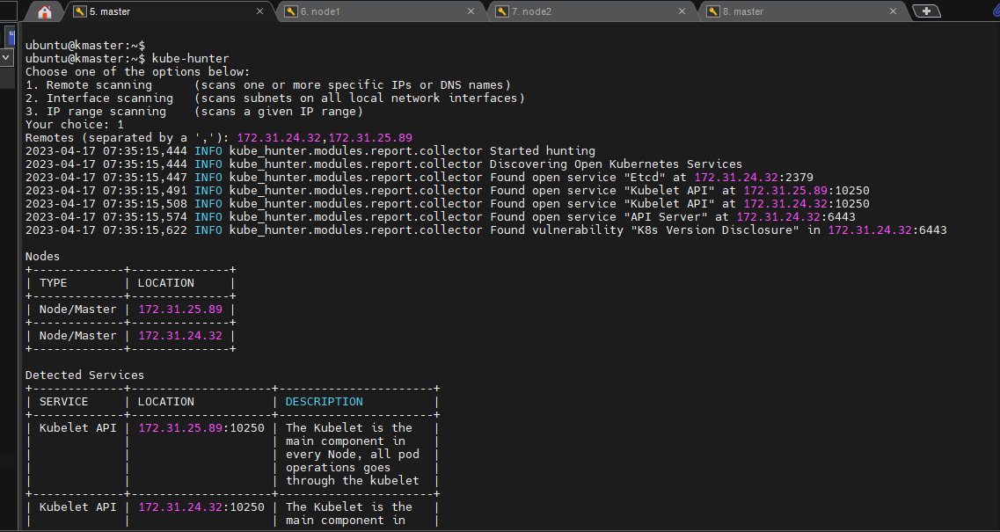 5. master
6. node1
7. node2
8. master
ubuntu@kmaster:~$
ubuntu@kmaster:~$ kube-hunter
Choose one of the options below:
1. Remote scanning      (scans one or more specific IPs or DNS names)
2. Interface scanning   (scans subnets on all local network interfaces)
3. IP range scanning    (scans a given IP range)
Your choice: 1
Remotes (separated by a ','): 172.31.24.32,172.31.25.89
2023-04-17 07:35:15,444 INFO kube_hunter.modules.report.collector Started hunting
2023-04-17 07:35:15,444 INFO kube_hunter.modules.report.collector Discovering Open Kubernetes Services
2023-04-17 07:35:15,447 INFO kube_hunter.modules.report.collector Found open service "Etcd" at 172.31.24.32:2379
2023-04-17 07:35:15,491 INFO kube_hunter.modules.report.collector Found open service "Kubelet API" at 172.31.25.89:10250
2023-04-17 07:35:15,508 INFO kube_hunter.modules.report.collector Found open service "Kubelet API" at 172.31.24.32:10250
2023-04-17 07:35:15,574 INFO kube_hunter.modules.report.collector Found open service "API Server" at 172.31.24.32:6443
2023-04-17 07:35:15,622 INFO kube_hunter.modules.report.collector Found vulnerability "K8s Version Disclosure" in 172.31.24.32:6443

Nodes
+-------------+--------------+
| TYPE        | LOCATION     |
+-------------+--------------+
| Node/Master | 172.31.25.89 |
+-------------+--------------+
| Node/Master | 172.31.24.32 |
+-------------+--------------+

Detected Services
+-------------+--------------------+----------------------+
| SERVICE     | LOCATION           | DESCRIPTION          |
+-------------+--------------------+----------------------+
| Kubelet API | 172.31.25.89:10250 | The Kubelet is the   |
|             |                    | main component in    |
|             |                    | every Node, all pod  |
|             |                    | operations goes      |
|             |                    | through the kubelet  |
+-------------+--------------------+----------------------+
| Kubelet API | 172.31.24.32:10250 | The Kubelet is the   |
|             |                    | main component in    |